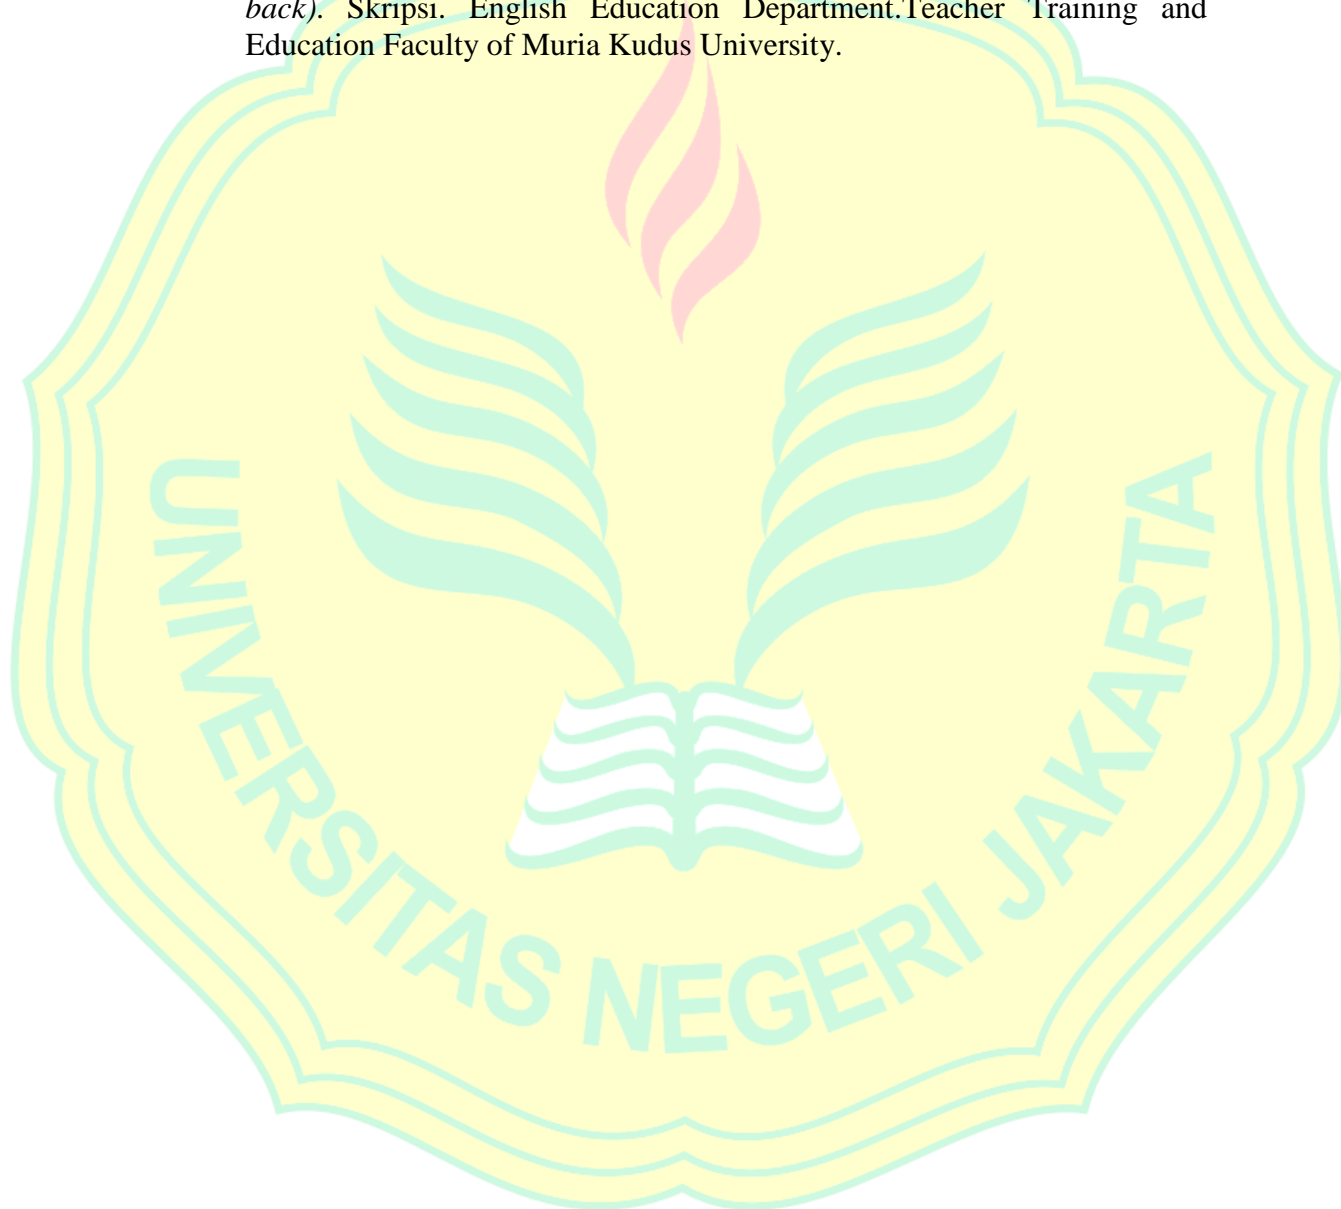 back). Skripsi. English Education Department.Teacher Training and
Education Faculty of Muria Kudus University.
UNIVERSITAS NEGERI JAKARTA